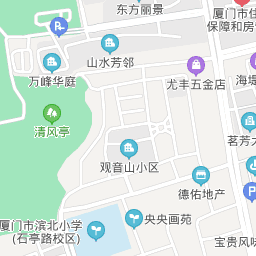 东方丽景
厦门市住
保障和房
山水芳邻
万峰华庭
尤丰五金店
海堤
清风亭
茗芳
观音山小区
德佑地产
厦门市滨北小学
(石亭路校区)
央央画苑
宝贵风味